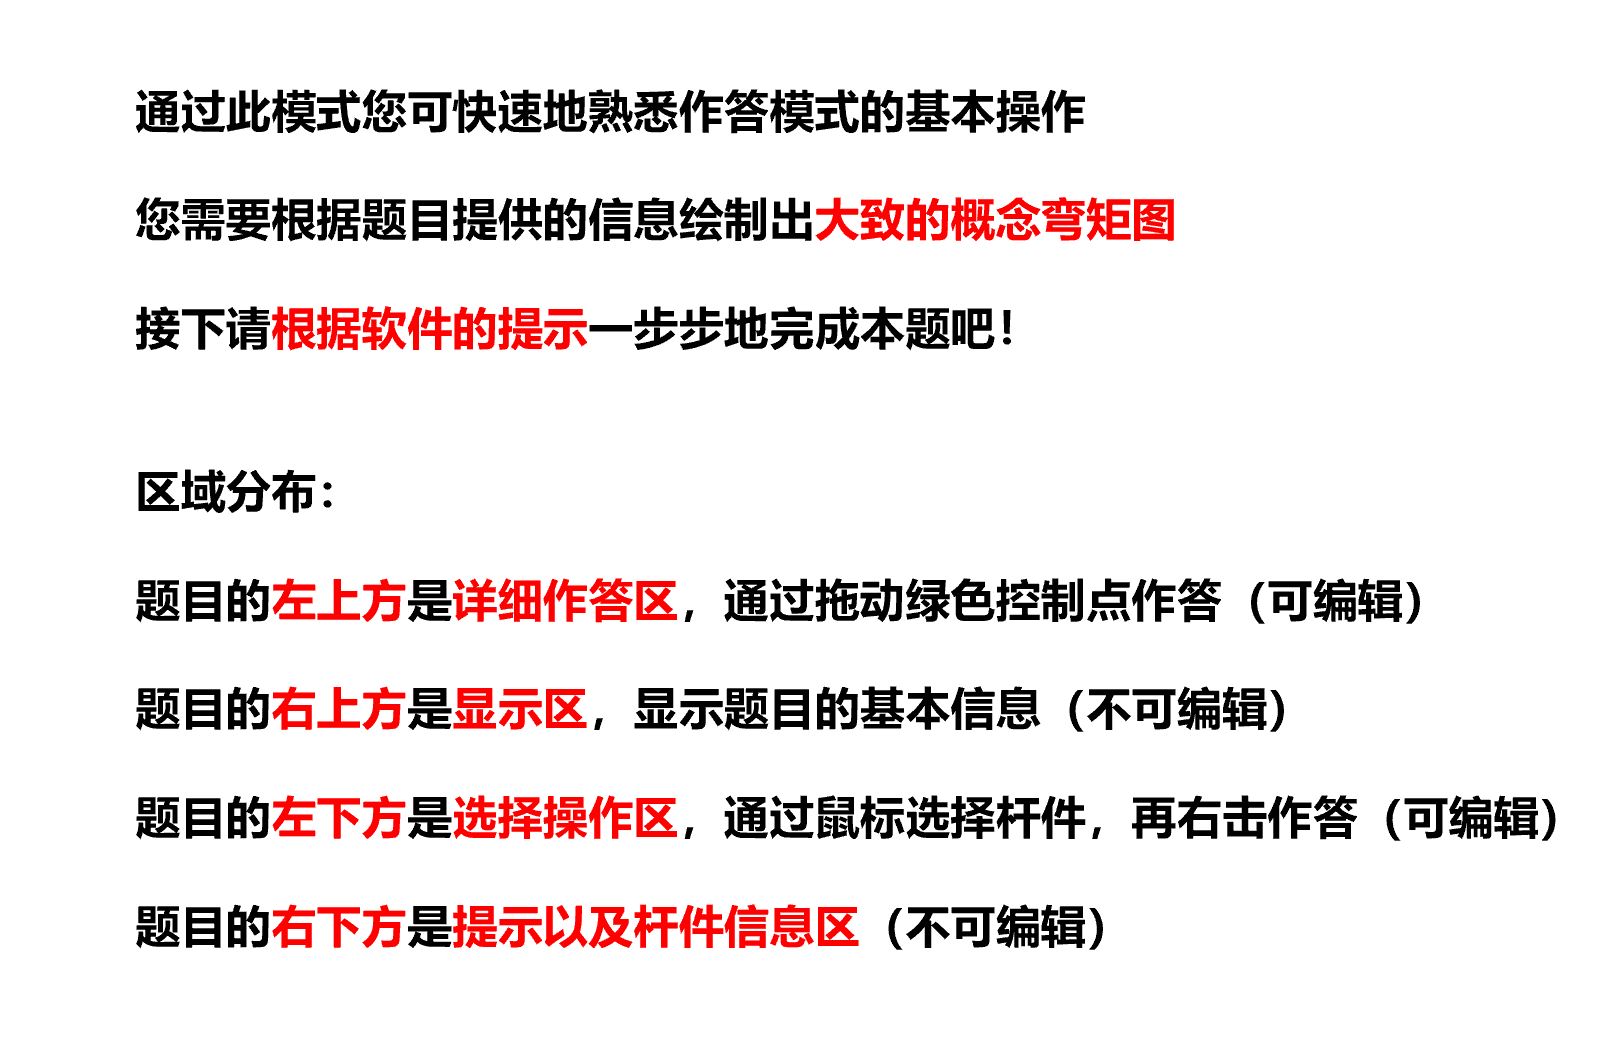 通过此模式您可快速地熟悉作答模式的基本操作
您需要根据题目提供的信息绘制出大致的概念弯矩图
接下请根据软件的提示一步步地完成本题吧！
区域分布：
题目的左上方是详细作答区，通过拖动绿色控制点作答（可编辑）
题目的右上方是显示区，显示题目的基本信息（不可编辑）
题目的左下方是选择操作区，通过鼠标选择杆件，再右击作答（可编辑）
题目的右下方是提示以及杆件信息区（不可编辑）